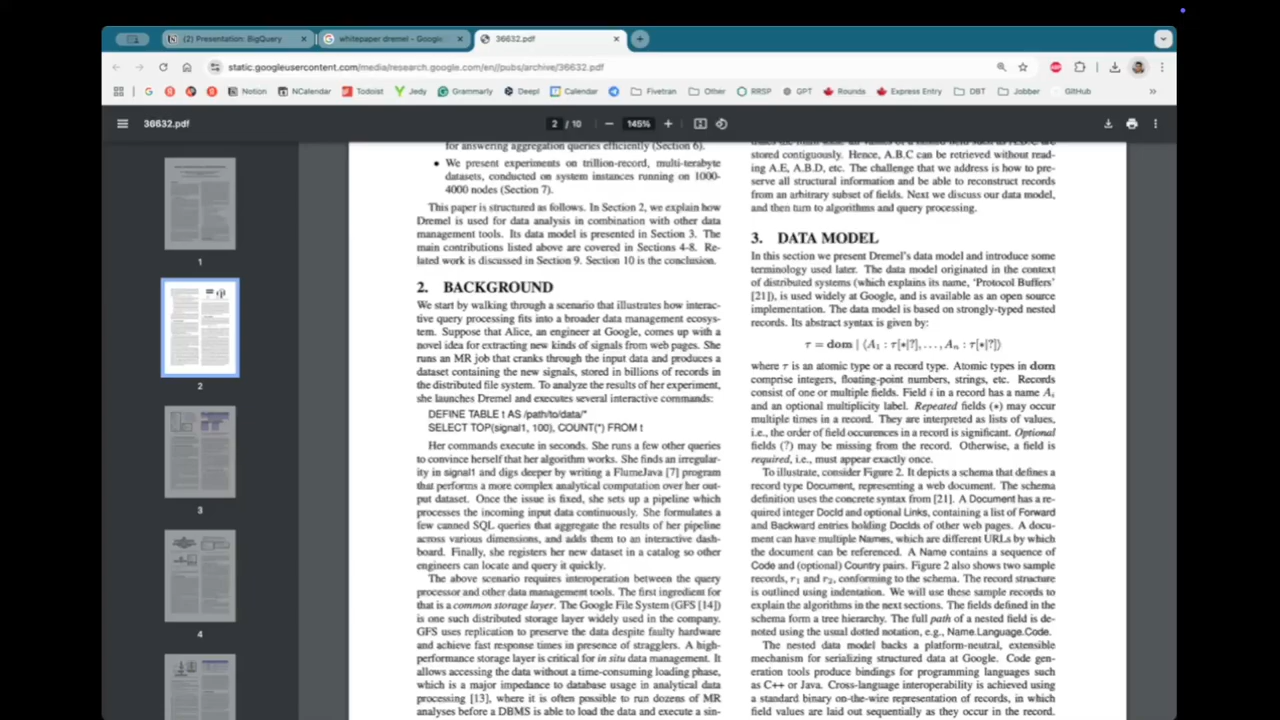 (2) Presentation: BigQuery
whitepaper dremel - Google
36632.pdf
static.googleusercontent.com/media/research.google.com/en//pubs/archive/36632.pdf
Notion
NCalendar
Todoist
Jedy
Grammarly
Deepl
Calendar
Fivetran
Other
RRSP
GPT
Rounds
Express Entry
DBT
Jobber
GitHub
36632.pdf
2 / 10
145%
1
2
3
4
for answering aggregation queries efficiently (Section 6).
• We present experiments on trillion-record, multi-terabyte
datasets, conducted on system instances running on 1000-
4000 nodes (Section 7).
This paper is structured as follows. In Section 2, we explain how
Dremel is used for data analysis in combination with other data
management tools. Its data model is presented in Section 3. The
main contributions listed above are covered in Sections 4-8. Re-
lated work is discussed in Section 9. Section 10 is the conclusion.
2. BACKGROUND
We start by walking through a scenario that illustrates how interac-
tive query processing fits into a broader data management ecosys-
tem. Suppose that Alice, an engineer at Google, comes up with a
novel idea for extracting new kinds of signals from web pages. She
runs an MR job that cranks through the input data and produces a
dataset containing the new signals, stored in billions of records in
the distributed file system. To analyze the results of her experiment,
she launches Dremel and executes several interactive commands:
DEFINE TABLE t AS /path/to/data/*
SELECT TOP(signal1, 100), COUNT(*) FROM t
Her commands execute in seconds. She runs a few other queries
to convince herself that her algorithm works. She finds an irregular-
ity in signal1 and digs deeper by writing a FlumeJava [7] program
that performs a more complex analytical computation over her out-
put dataset. Once the issue is fixed, she sets up a pipeline which
processes the incoming input data continuously. She formulates a
few canned SQL queries that aggregate the results of her pipeline
across various dimensions, and adds them to an interactive dash-
board. Finally, she registers her new dataset in a catalog so other
engineers can locate and query it quickly.
The above scenario requires interoperation between the query
processor and other data management tools. The first ingredient for
that is a common storage layer. The Google File System (GFS [14])
is one such distributed storage layer widely used in the company.
GFS uses replication to preserve the data despite faulty hardware
and achieve fast response times in presence of stragglers. A high-
performance storage layer is critical for in situ data management. It
allows accessing the data without a time-consuming loading phase,
which is a major impedance to database usage in analytical data
processing [13], where it is often possible to run dozens of MR
analyses before a DBMS is able to load the data and execute a sin-
stored contiguously. Hence, A.B.C can be retrieved without read-
ing A.E, A.B.D, etc. The challenge that we address is how to pre-
serve all structural information and be able to reconstruct records
from an arbitrary subset of fields. Next we discuss our data model,
and then turn to algorithms and query processing.
3. DATA MODEL
In this section we present Dremel's data model and introduce some
terminology used later. The data model originated in the context
of distributed systems (which explains its name, 'Protocol Buffers'
[21]), is used widely at Google, and is available as an open source
implementation. The data model is based on strongly-typed nested
records. Its abstract syntax is given by:
τ = dom | ⟨A₁ : τ[∗|?], . . . , Aₙ : τ[∗|?]⟩
where τ is an atomic type or a record type. Atomic types in dom
comprise integers, floating-point numbers, strings, etc. Records
consist of one or multiple fields. Field i in a record has a name Aᵢ
and an optional multiplicity label. Repeated fields (∗) may occur
multiple times in a record. They are interpreted as lists of values,
i.e., the order of field occurences in a record is significant. Optional
fields (?) may be missing from the record. Otherwise, a field is
required, i.e., must appear exactly once.
To illustrate, consider Figure 2. It depicts a schema that defines a
record type Document, representing a web document. The schema
definition uses the concrete syntax from [21]. A Document has a re-
quired integer DocId and optional Links, containing a list of Forward
and Backward entries holding DocIds of other web pages. A docu-
ment can have multiple Names, which are different URLs by which
the document can be referenced. A Name contains a sequence of
Code and (optional) Country pairs. Figure 2 also shows two sample
records, r₁ and r₂, conforming to the schema. The record structure
is outlined using indentation. We will use these sample records to
explain the algorithms in the next sections. The fields defined in the
schema form a tree hierarchy. The full path of a nested field is de-
noted using the usual dotted notation, e.g., Name.Language.Code.
The nested data model backs a platform-neutral, extensible
mechanism for serializing structured data at Google. Code gen-
eration tools produce bindings for programming languages such
as C++ or Java. Cross-language interoperability is achieved using
a standard binary on-the-wire representation of records, in which
field values are laid out sequentially as they occur in the record.